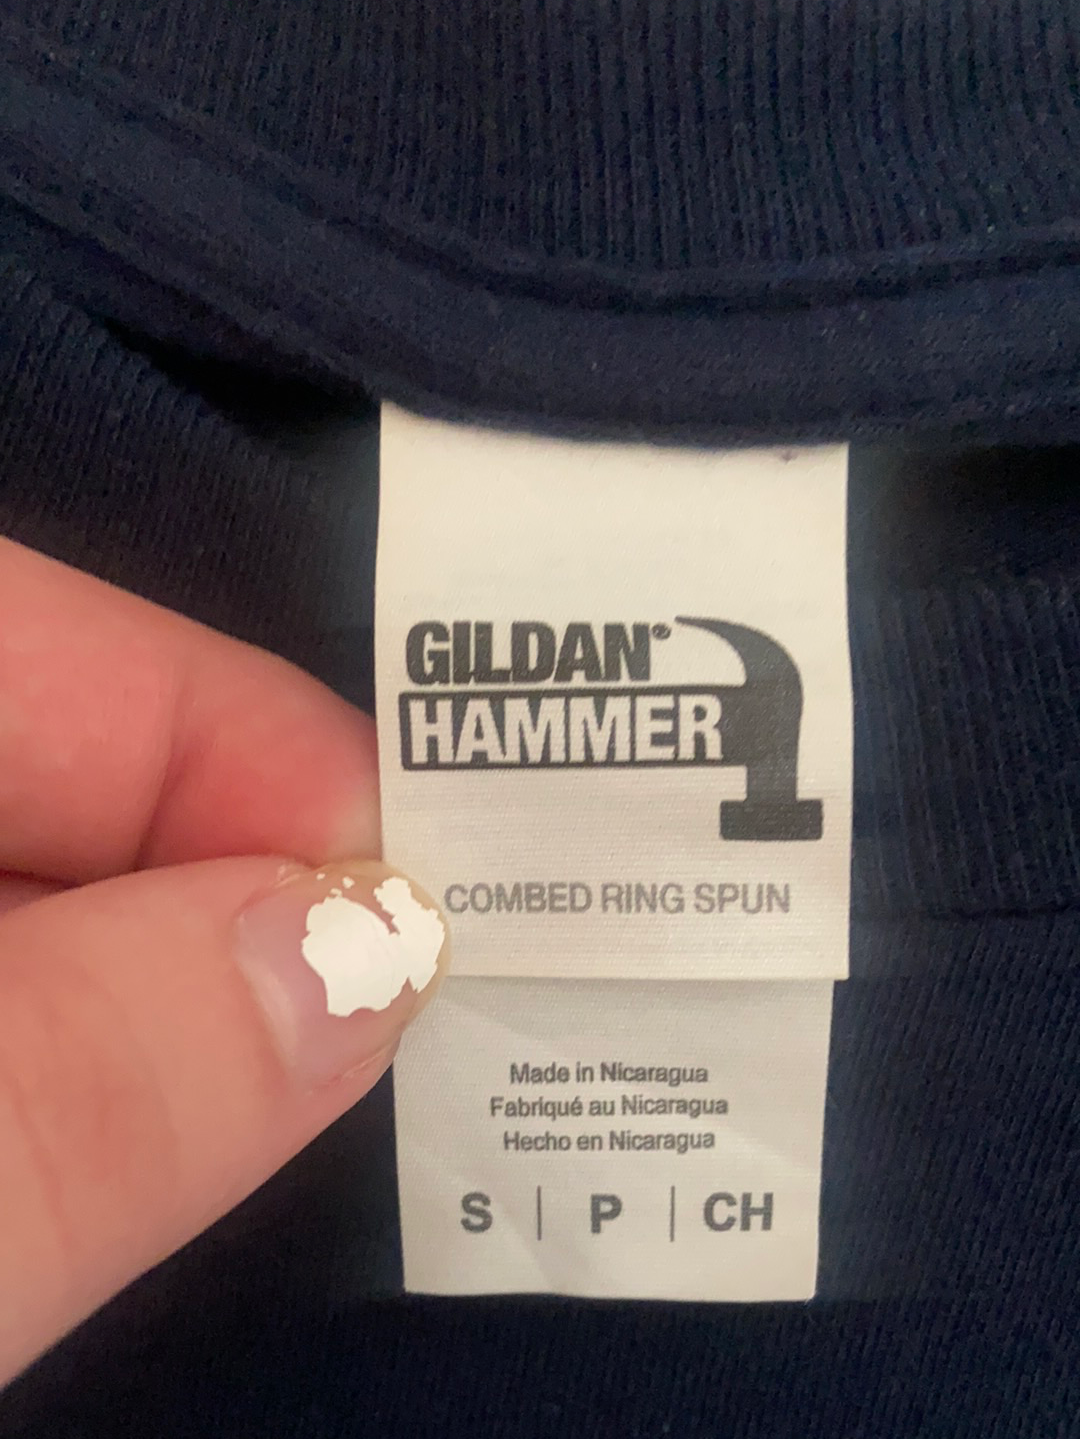 GILDAN®
HAMMER
COMBED RING SPUN
Made in Nicaragua
Fabriqué au Nicaragua
Hecho en Nicaragua
S | P | CH